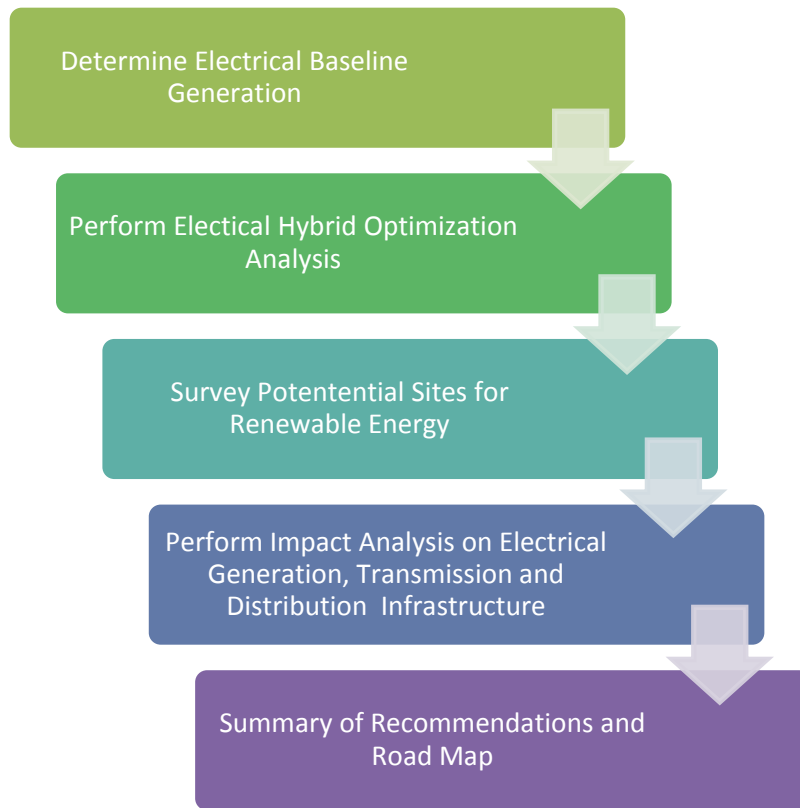 Determine Electrical Baseline
Generation
Perform Electical Hybrid Optimization
Analysis
Survey Potentential Sites for
Renewable Energy
Perform Impact Analysis on Electrical
Generation, Transmission and
Distribution Infrastructure
Summary of Recommendations and
Road Map